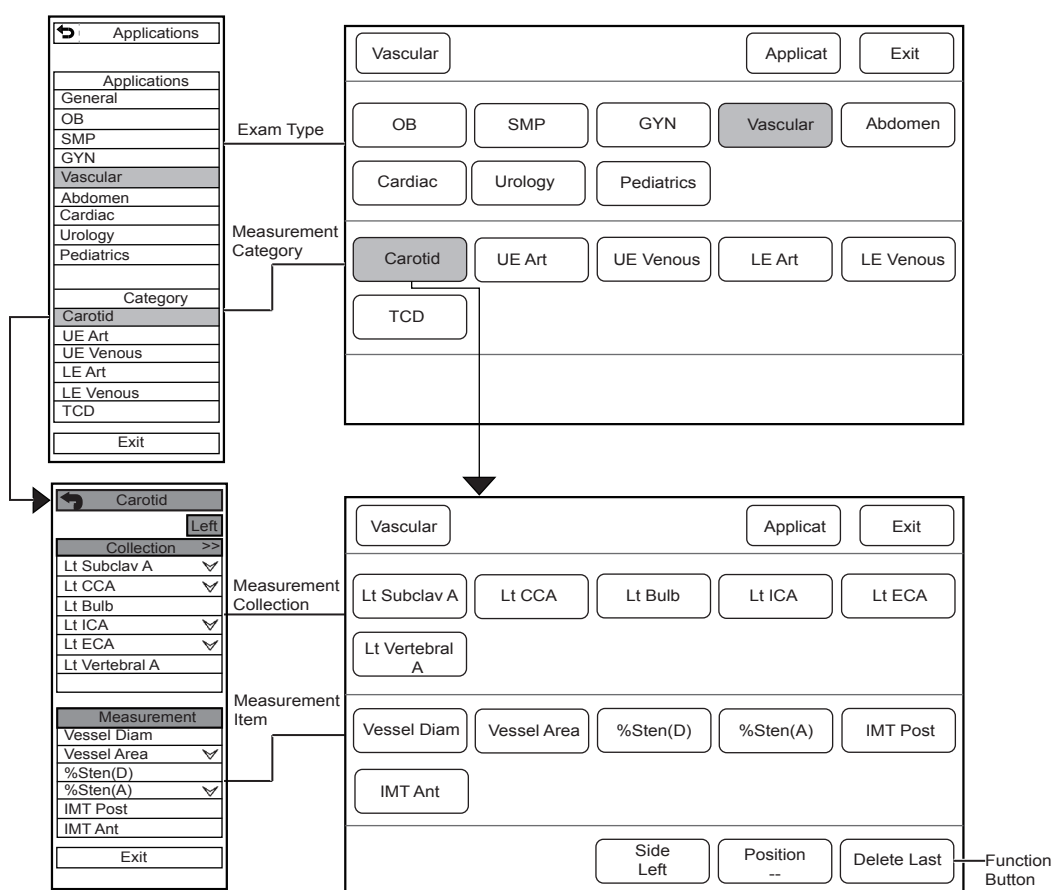 Applications
Applications
General
OB
SMP
GYN
Vascular
Abdomen
Cardiac
Urology
Pediatrics
Category
Carotid
UE Art
UE Venous
LE Art
LE Venous
TCD
Exit
Exam Type
Measurement
Category
Vascular
Applicat
Exit
OB
SMP
GYN
Vascular
Abdomen
Cardiac
Urology
Pediatrics
Carotid
UE Art
UE Venous
LE Art
LE Venous
TCD
Carotid
Left
Collection >>
Lt Subclav A
Lt CCA
Lt Bulb
Lt ICA
Lt ECA
Lt Vertebral A
Measurement
Vessel Diam
Vessel Area
%Sten(D)
%Sten(A)
IMT Post
IMT Ant
Exit
Measurement
Collection
Measurement
Item
Vascular
Applicat
Exit
Lt Subclav A
Lt CCA
Lt Bulb
Lt ICA
Lt ECA
Lt Vertebral
A
Vessel Diam
Vessel Area
%Sten(D)
%Sten(A)
IMT Post
IMT Ant
Side
Left
Position
--
Delete Last
Function
Button